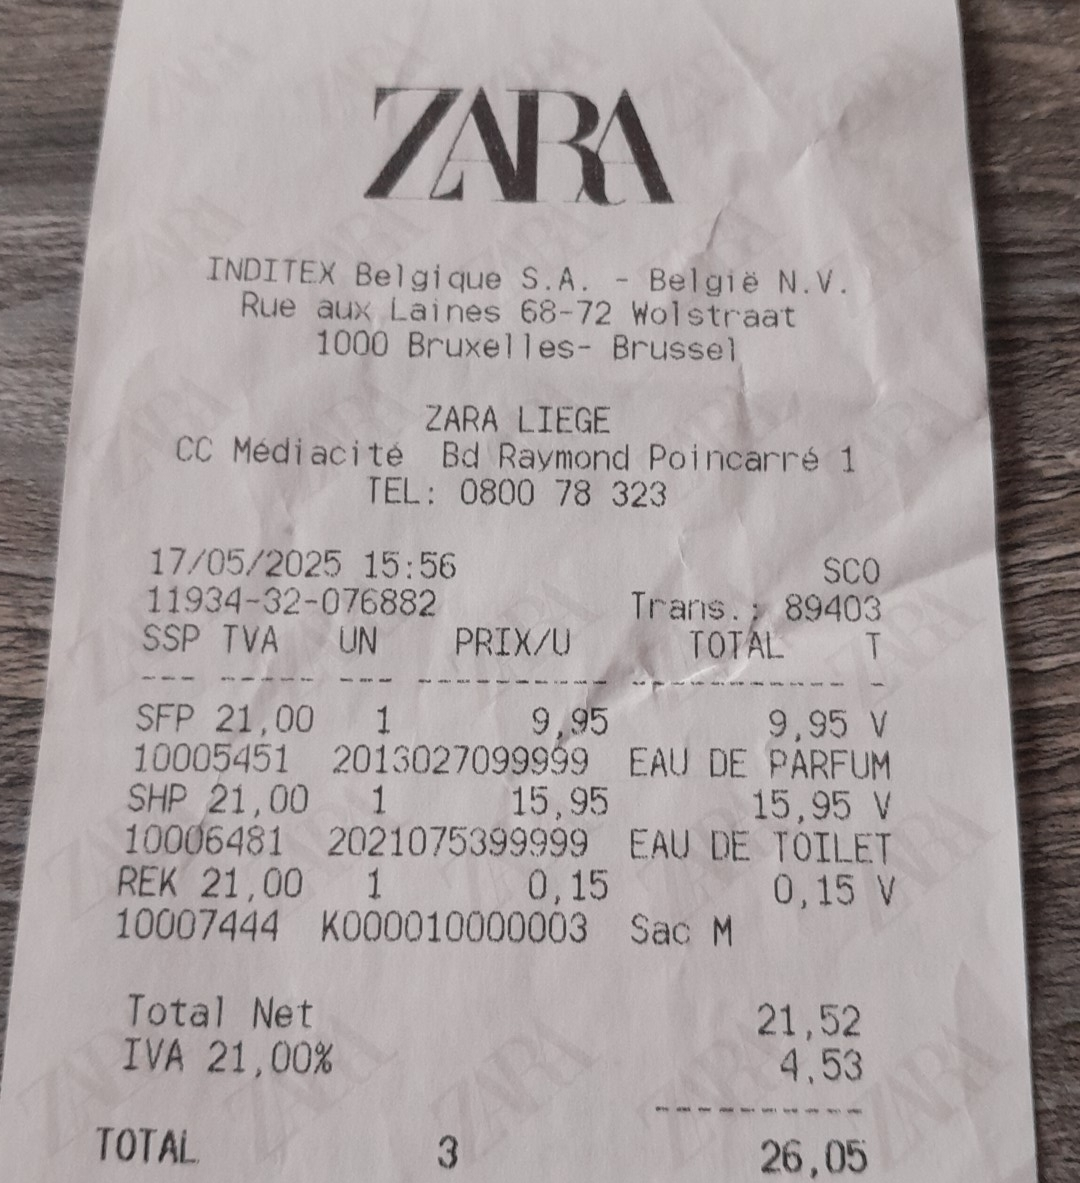 ZARA
INDITEX Belgique S.A. - België N.V.
Rue aux Laines 68-72 Wolstraat
1000 Bruxelles- Brussel
ZARA LIEGE
CC Médiacité Bd Raymond Poincarré 1
TEL: 0800 78 323
17/05/2025 15:56 SCO
11934-32-076882 Trans.: 89403
SSP TVA UN PRIX/U TOTAL T
--- ----- --- ---------- ----------- -
SFP 21,00 1 9,95 9,95 V
10005451 2013027099999 EAU DE PARFUM
SHP 21,00 1 15,95 15,95 V
10006481 2021075399999 EAU DE TOILET
REK 21,00 1 0,15 0,15 V
10007444 K000010000003 Sac M
Total Net 21,52
IVA 21,00% 4,53
-----------
TOTAL 3 26,05